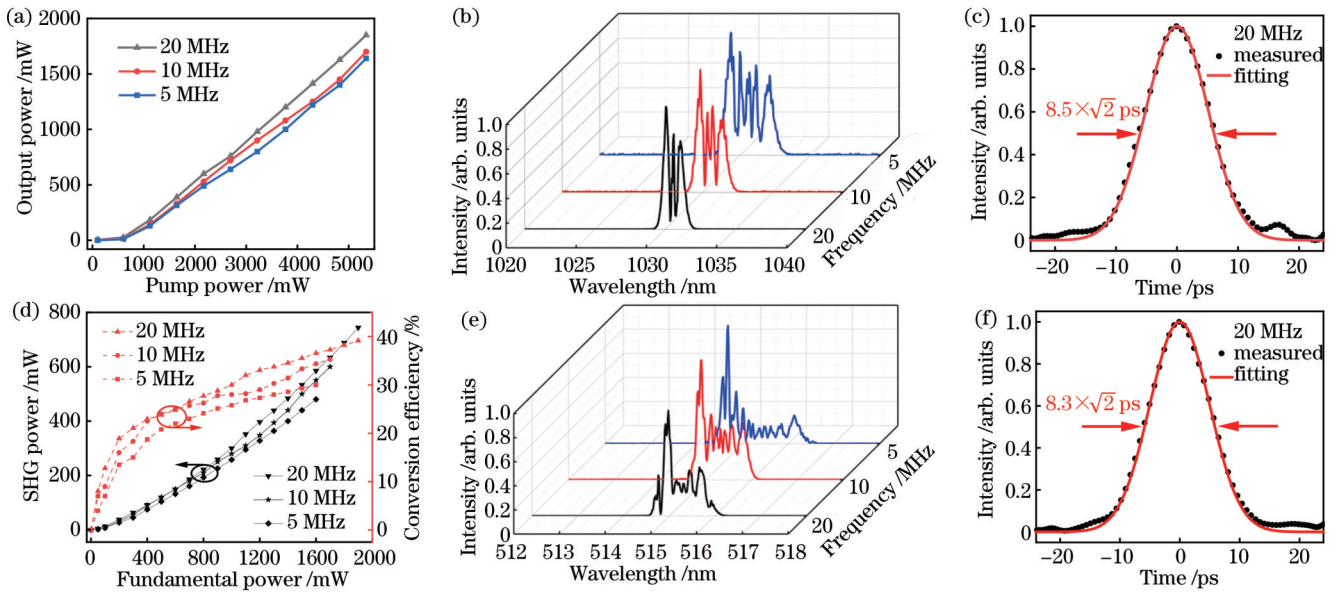 (a)
2000
1500
1000
500
0
Output power /mW
20 MHz
10 MHz
5 MHz
0 1000 2000 3000 4000 5000
Pump power /mW
(b)
1.0
0.8
0.6
0.4
0.2
0
Intensity /arb. units
1020 1025 1030 1035 1040
Wavelength /nm
5
10
20
Frequency /MHz
(c)
1.0
0.8
0.6
0.4
0.2
0
Intensity /arb. units
20 MHz
measured
fitting
8.5×√2 ps
−20 −10 0 10 20
Time /ps
(d)
800
600
400
200
0
SHG power /mW
20 MHz
10 MHz
5 MHz
40
30
20
10
0
Conversion efficiency /%
20 MHz
10 MHz
5 MHz
0 400 800 1200 1600 2000
Fundamental power /mW
(e)
1.0
0.8
0.6
0.4
0.2
0
Intensity /arb. units
512 513 514 515 516 517 518
Wavelength /nm
5
10
20
Frequency /MHz
(f)
1.0
0.8
0.6
0.4
0.2
0
Intensity /arb. units
20 MHz
measured
fitting
8.3×√2 ps
−20 −10 0 10 20
Time /ps